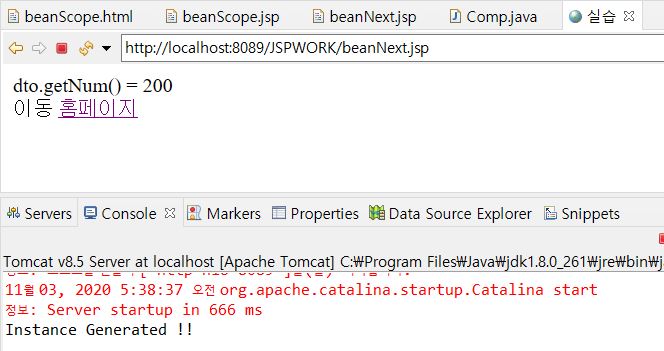 beanScope.html beanScope.jsp beanNext.jsp Comp.java 실습
http://localhost:8089/JSPWORK/beanNext.jsp
dto.getNum() = 200
이동 홈페이지
Servers Console Markers Properties Data Source Explorer Snippets
Tomcat v8.5 Server at localhost [Apache Tomcat] C:₩Program Files₩Java₩jdk1.8.0_261₩jre₩bin₩j
11월 03, 2020 5:38:37 오전 org.apache.catalina.startup.Catalina start
정보: Server startup in 666 ms
Instance Generated !!